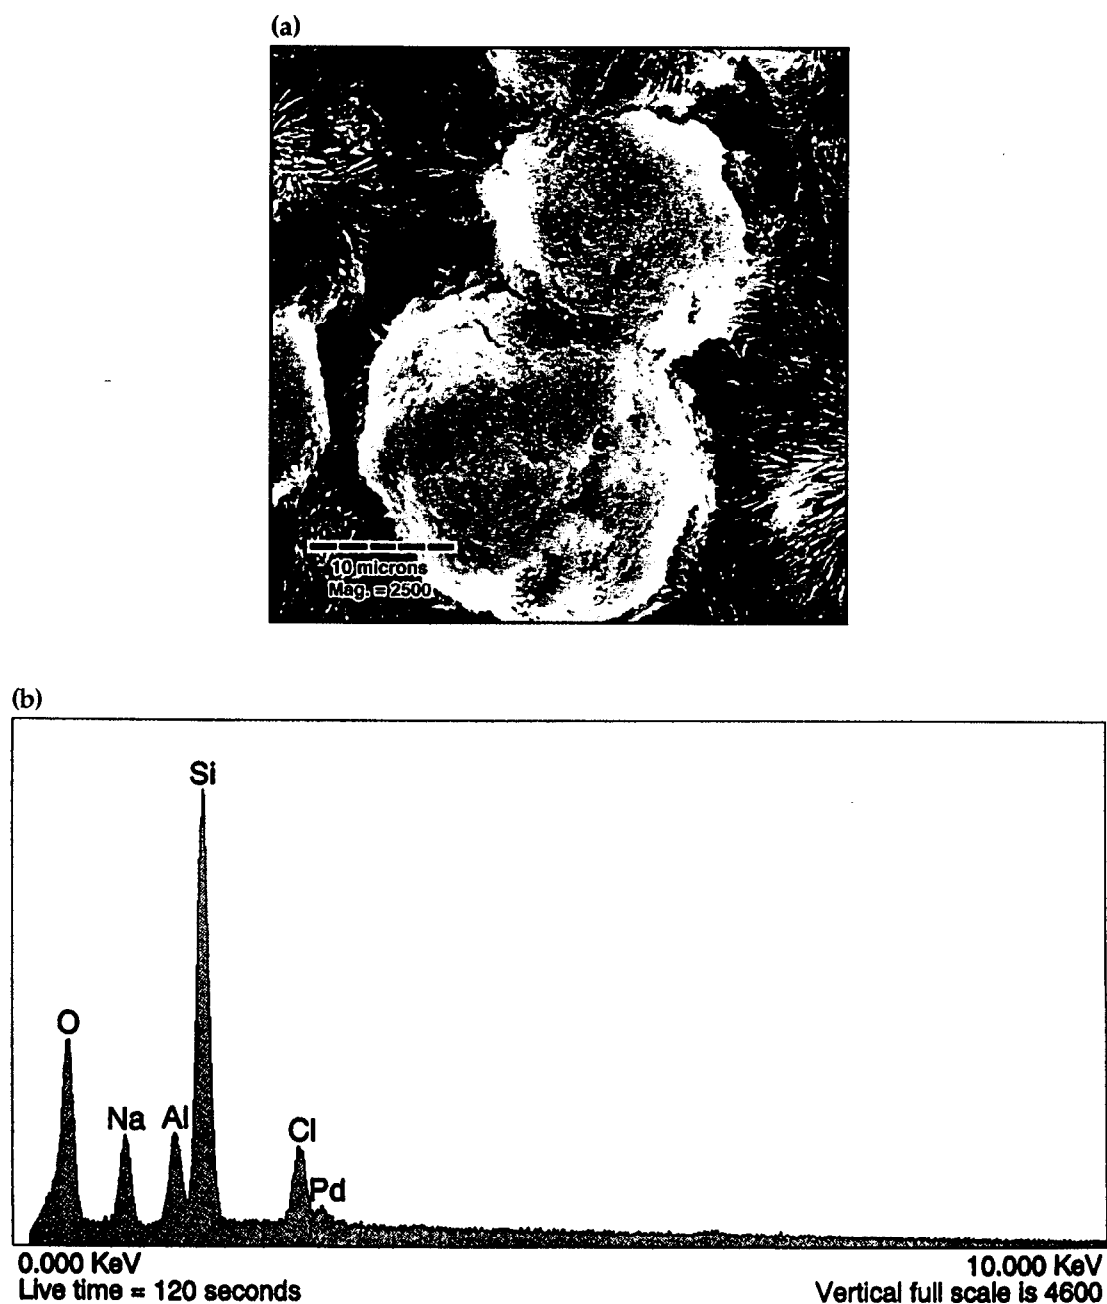 (a)
10 microns
Mag. = 2500
(b)
Si
O
Na
Al
Cl
Pd
0.000 KeV
10.000 KeV
Live time = 120 seconds
Vertical full scale is 4600